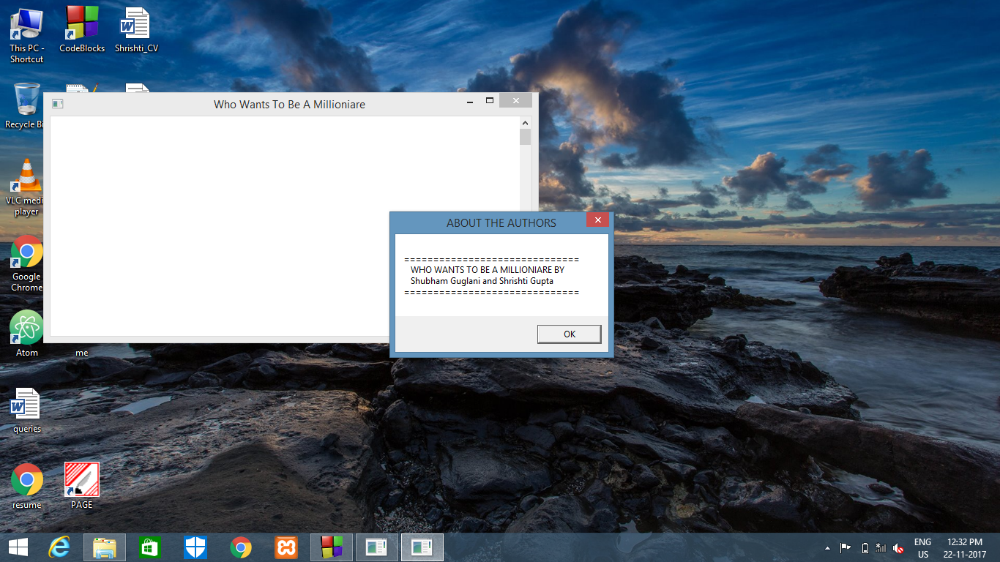 This PC -
Shortcut
CodeBlocks
Shrishti_CV
Recycle Bi
VLC medi
player
Google
Chrome
Atom
me
queries
resume
PAGE
Who Wants To Be A Millioniare
ABOUT THE AUTHORS
==============================
WHO WANTS TO BE A MILLIONIARE BY
Shubham Guglani and Shrishti Gupta
==============================
OK
ENG
US
12:32 PM
22-11-2017